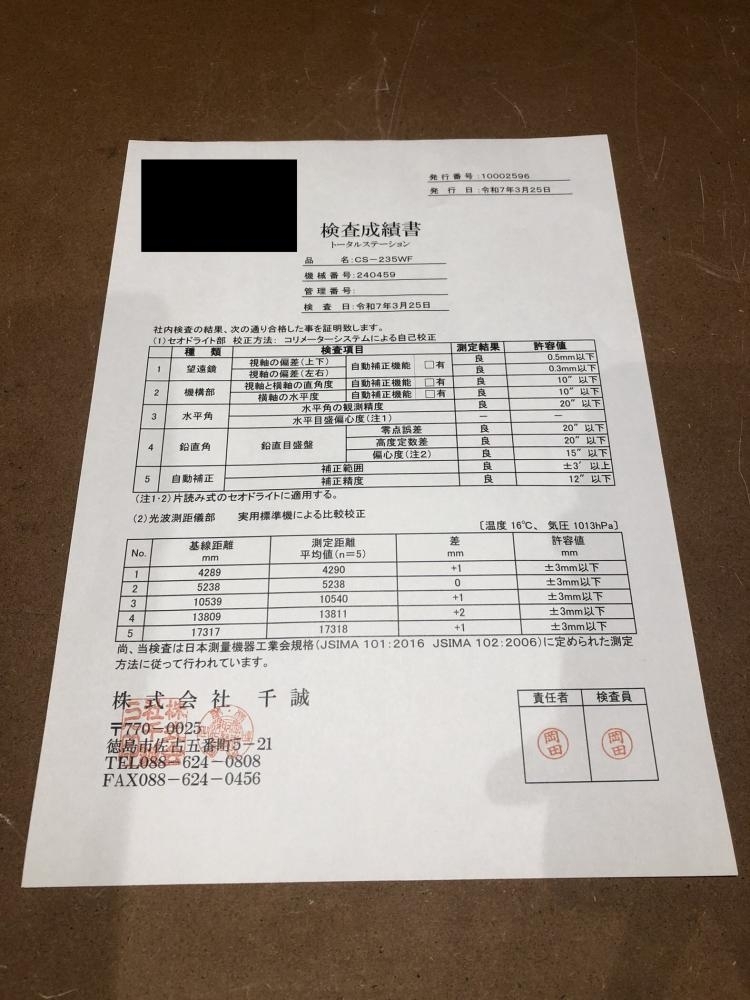 発行番号:10002596
発行日:令和7年3月25日
検査成績書
トータルステーション
品名:CS-235WF
機械番号:240459
管理番号:
検査日:令和7年3月25日
社内検査の結果、次の通り合格した事を証明致します。
(1)セオドライト部 校正方法: コリメーターシステムによる自己校正
種類 検査項目 測定結果 許容値
1 望遠鏡 視軸の偏差(上下) 自動補正機能 □有 良 0.5mm以下
視軸の偏差(左右) 良 0.3mm以下
2 機構部 視軸と横軸の直角度 自動補正機能 □有 良 10″以下
横軸の水平度 自動補正機能 □有 良 10″以下
3 水平角 水平角の観測精度 良 20″以下
水平目盛偏心度(注1) － －
4 鉛直角 鉛直目盛盤 零点誤差 良 20″以下
高度定数差 良 20″以下
偏心度(注2) 良 15″以下
5 自動補正 補正範囲 良 ±3′以上
補正精度 良 12″以下
(注1・2)片読み式のセオドライトに適用する。
(2)光波測距儀部 実用標準機による比較校正
[温度 16℃、 気圧 1013hPa]
No. 基線距離 mm 測定距離 平均値(n=5) 差 mm 許容値 mm
1 4289 4290 +1 ±3mm以下
2 5238 5238 0 ±3mm以下
3 10539 10540 +1 ±3mm以下
4 13809 13811 +2 ±3mm以下
5 17317 17318 +1 ±3mm以下
尚、当検査は日本測量機器工業会規格(JSIMA 101:2016 JSIMA 102:2006)に定められた測定
方法に従って行われています。
株式会社 千誠
〒770-0025
徳島市佐古五番町5-21
TEL088-624-0808
FAX088-624-0456
責任者 検査員
岡田 岡田